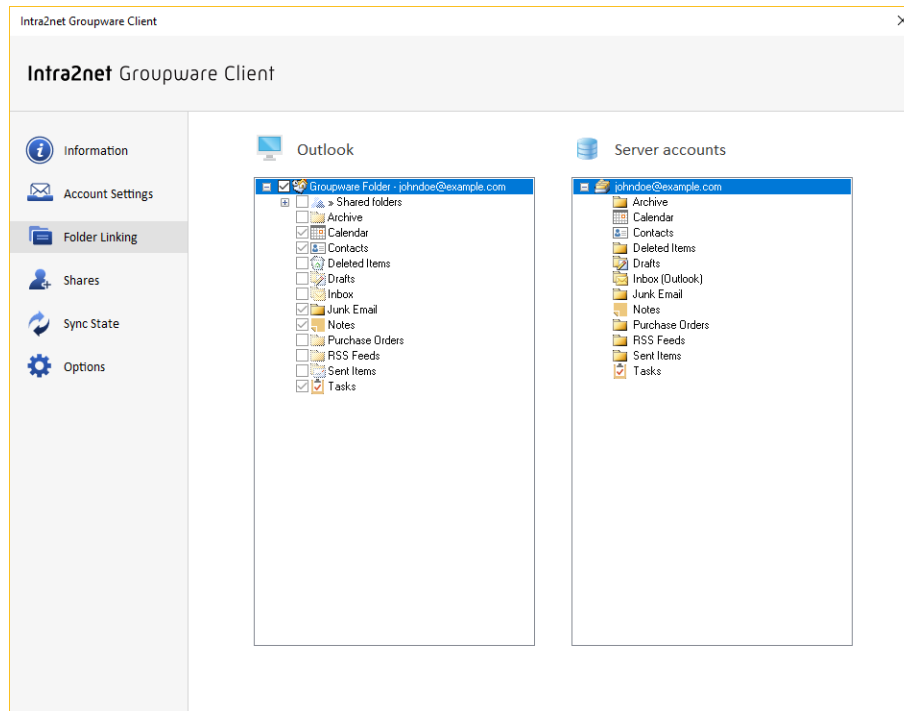 Intra2net Groupware Client
Intra2net Groupware Client
Information
Account Settings
Folder Linking
Shares
Sync State
Options
Outlook
Groupware Folder - johndoe@example.com
» Shared folders
Archive
Calendar
Contacts
Deleted Items
Drafts
Inbox
Junk Email
Notes
Purchase Orders
RSS Feeds
Sent Items
Tasks
Server accounts
johndoe@example.com
Archive
Calendar
Contacts
Deleted Items
Drafts
Inbox (Outlook)
Junk Email
Notes
Purchase Orders
RSS Feeds
Sent Items
Tasks